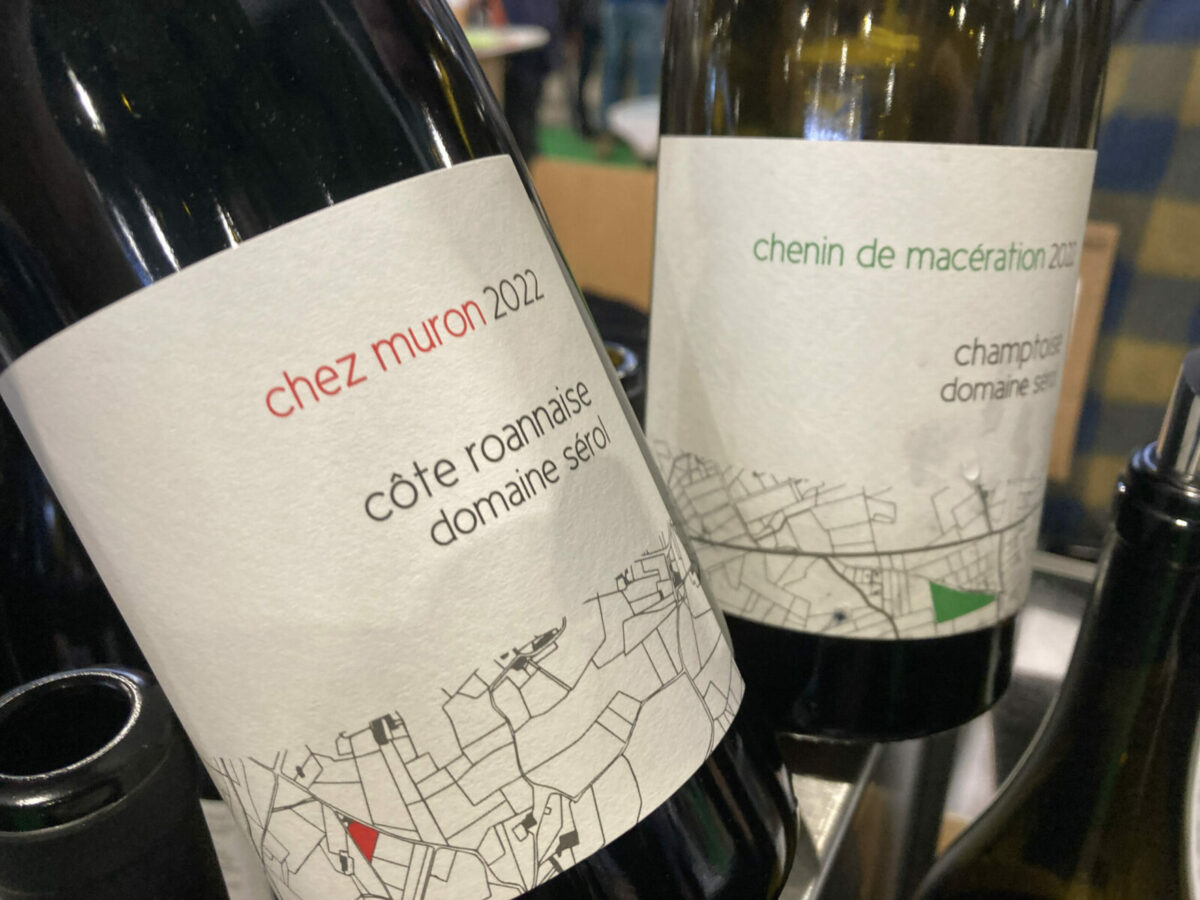 chez muron 2022
côte roannaise
domaine sérol
chenin de macération 2022
champtoise
domaine sérol